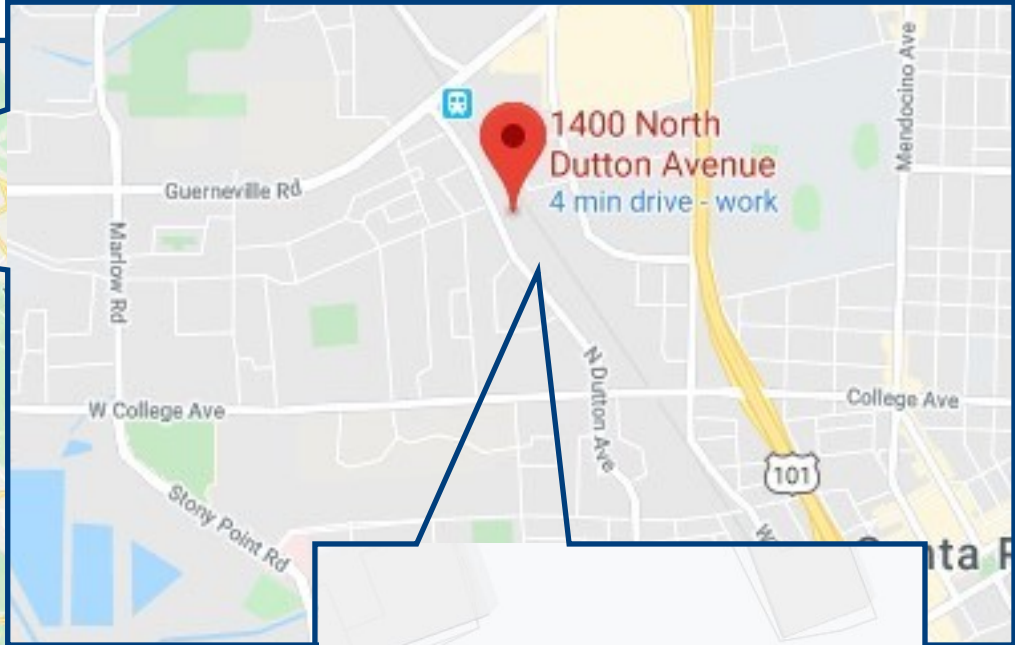 Mendocino Ave
1400 North
Dutton Avenue
4 min drive - work
Guerneville Rd
Marlow Rd
N Dutton Ave
W College Ave
College Ave
101
Stony Point Rd